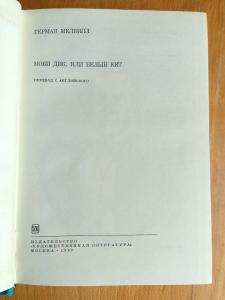 ГЕРМАН МЕЛВИЛЛ
МОБИ ДИК, ИЛИ БЕЛЫЙ КИТ
ПЕРЕВОД С АНГЛИЙСКОГО
ИЗДАТЕЛЬСТВО
«ХУДОЖЕСТВЕННАЯ ЛИТЕРАТУРА»
МОСКВА •